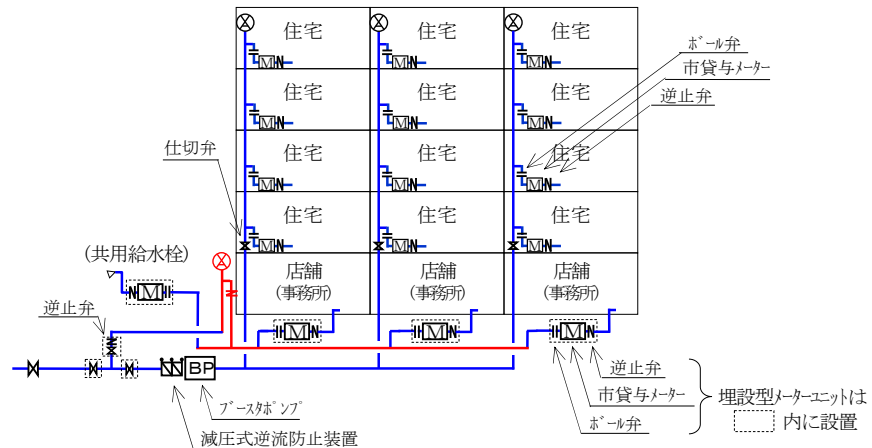 住宅 住宅 住宅
M M M
ﾎﾞｰﾙ弁
市貸与ﾒｰﾀｰ
逆止弁
住宅 住宅 住宅
M M M
仕切弁
住宅 住宅 住宅
M M M
住宅 住宅 住宅
M M M
(共用給水栓)
M
店舗 店舗 店舗
(事務所) (事務所) (事務所)
逆止弁
M M M
BP
逆止弁
市貸与ﾒｰﾀｰ
ﾎﾞｰﾙ弁
埋設型ﾒｰﾀｰﾕﾆｯﾄは
内に設置
ﾌﾞｰｽﾀﾎﾟﾝﾌﾟ
減圧式逆流防止装置